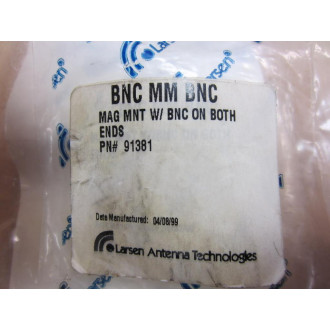 Larsen®
BNC MM BNC
MAG MNT W/ BNC ON BOTH
ENDS
PN# 91381
Date Manufactured: 04/08/99
Larsen Antenna Technologies